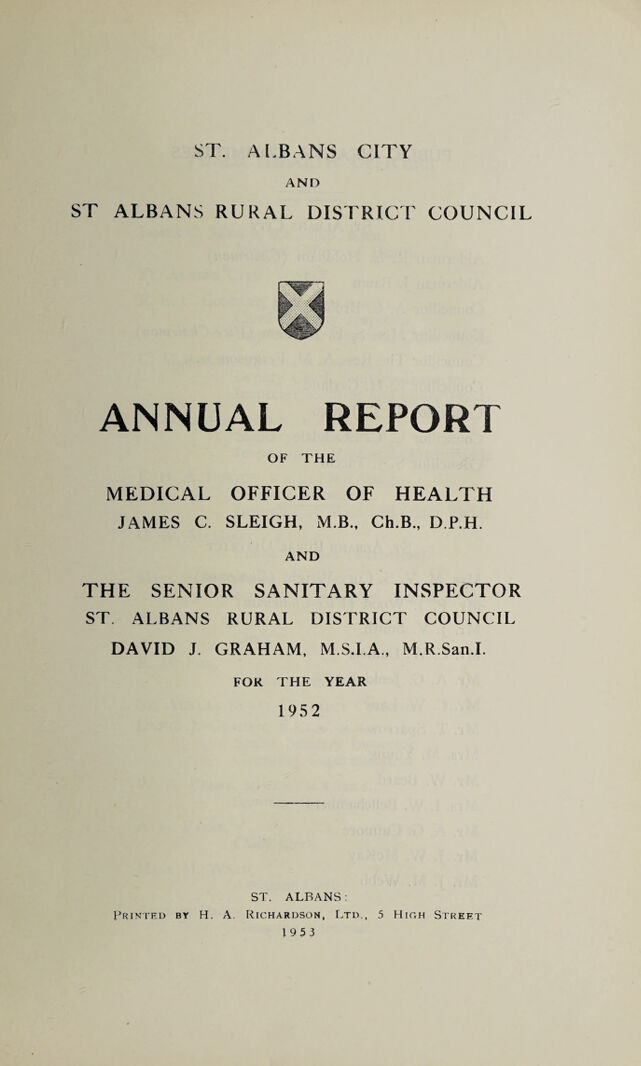 ST. ALBANS CITY
AND
ST ALBANS RURAL DISTRICT COUNCIL
ANNUAL REPORT
OF THE
MEDICAL OFFICER OF HEALTH
JAMES C. SLEIGH, M.B., Ch.B., D.P.H.
AND
THE SENIOR SANITARY INSPECTOR
ST. ALBANS RURAL DISTRICT COUNCIL
DAVID J. GRAHAM, M.S.I.A., M.R.San.I.
FOR THE YEAR
1952
ST. ALBANS:
PRINTED BY H. A. RICHARDSON, LTD., 5 HIGH STREET
1953